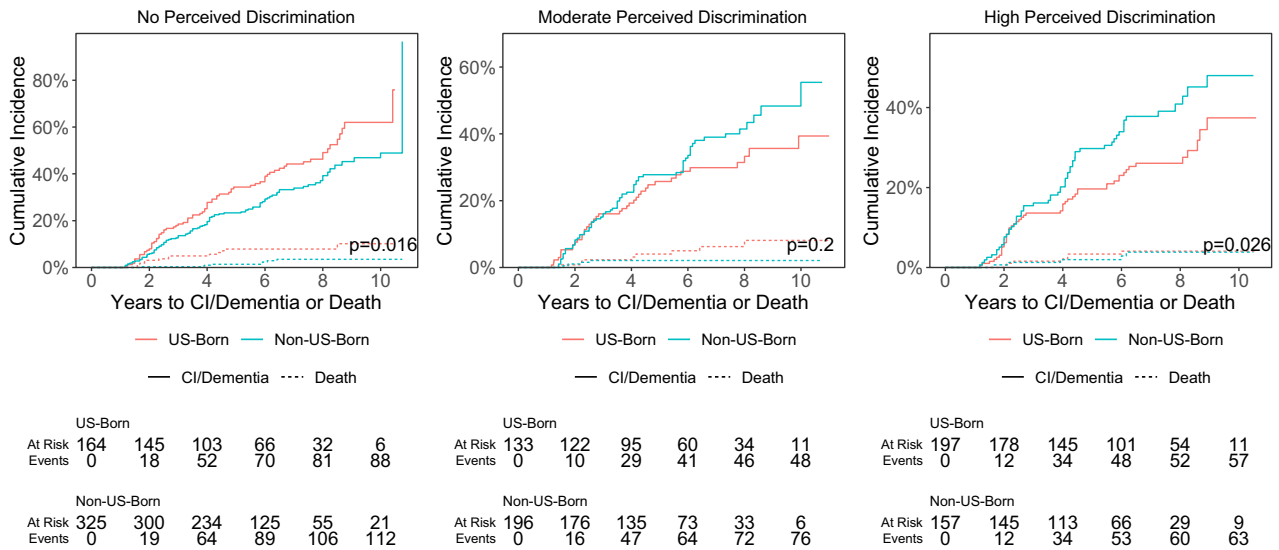 No Perceived Discrimination
Cumulative Incidence
80%
60%
40%
20%
0%
p=0.016
0 2 4 6 8 10
Years to CI/Dementia or Death
US-Born Non-US-Born
CI/Dementia Death
US-Born
At Risk 164 145 103 66 32 6
Events 0 18 52 70 81 88
Non-US-Born
At Risk 325 300 234 125 55 21
Events 0 19 64 89 106 112
Moderate Perceived Discrimination
Cumulative Incidence
60%
40%
20%
0%
p=0.2
0 2 4 6 8 10
Years to CI/Dementia or Death
US-Born Non-US-Born
CI/Dementia Death
US-Born
At Risk 133 122 95 60 34 11
Events 0 10 29 41 46 48
Non-US-Born
At Risk 196 176 135 73 33 6
Events 0 16 47 64 72 76
High Perceived Discrimination
Cumulative Incidence
40%
20%
0%
p=0.026
0 2 4 6 8 10
Years to CI/Dementia or Death
US-Born Non-US-Born
CI/Dementia Death
US-Born
At Risk 197 178 145 101 54 11
Events 0 12 34 48 52 57
Non-US-Born
At Risk 157 145 113 66 29 9
Events 0 12 34 53 60 63